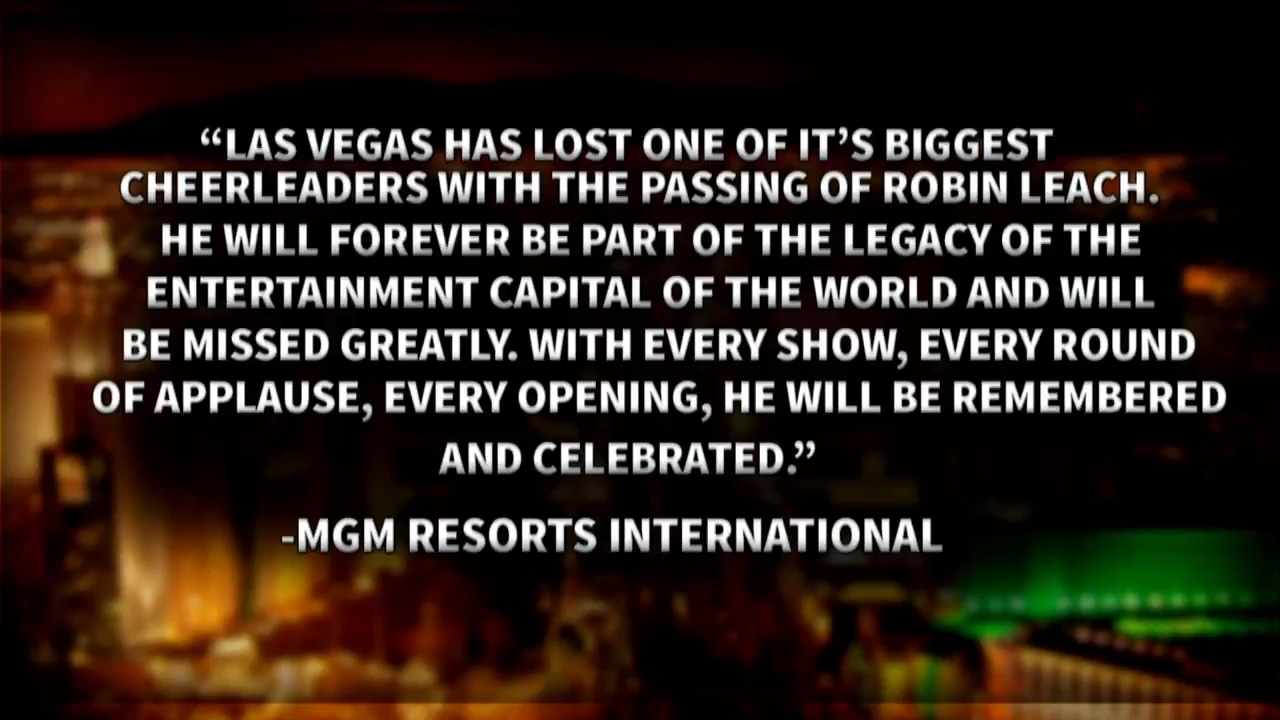 “LAS VEGAS HAS LOST ONE OF IT’S BIGGEST
CHEERLEADERS WITH THE PASSING OF ROBIN LEACH.
HE WILL FOREVER BE PART OF THE LEGACY OF THE
ENTERTAINMENT CAPITAL OF THE WORLD AND WILL
BE MISSED GREATLY. WITH EVERY SHOW, EVERY ROUND
OF APPLAUSE, EVERY OPENING, HE WILL BE REMEMBERED
AND CELEBRATED.”
-MGM RESORTS INTERNATIONAL